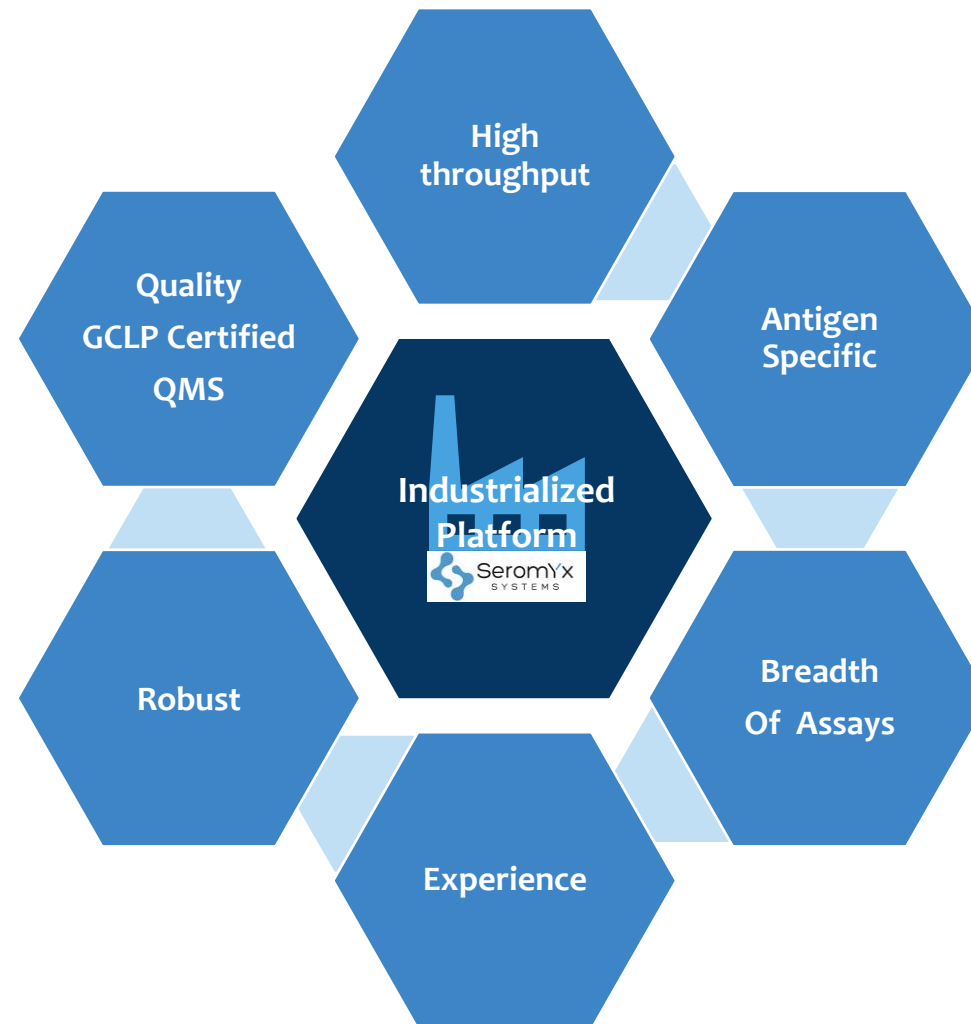 High
throughput
Quality
GCLP Certified
QMS
Antigen
Specific
Industrialized
Platform
SeromYx
SYSTEMS
Robust
Breadth
Of Assays
Experience